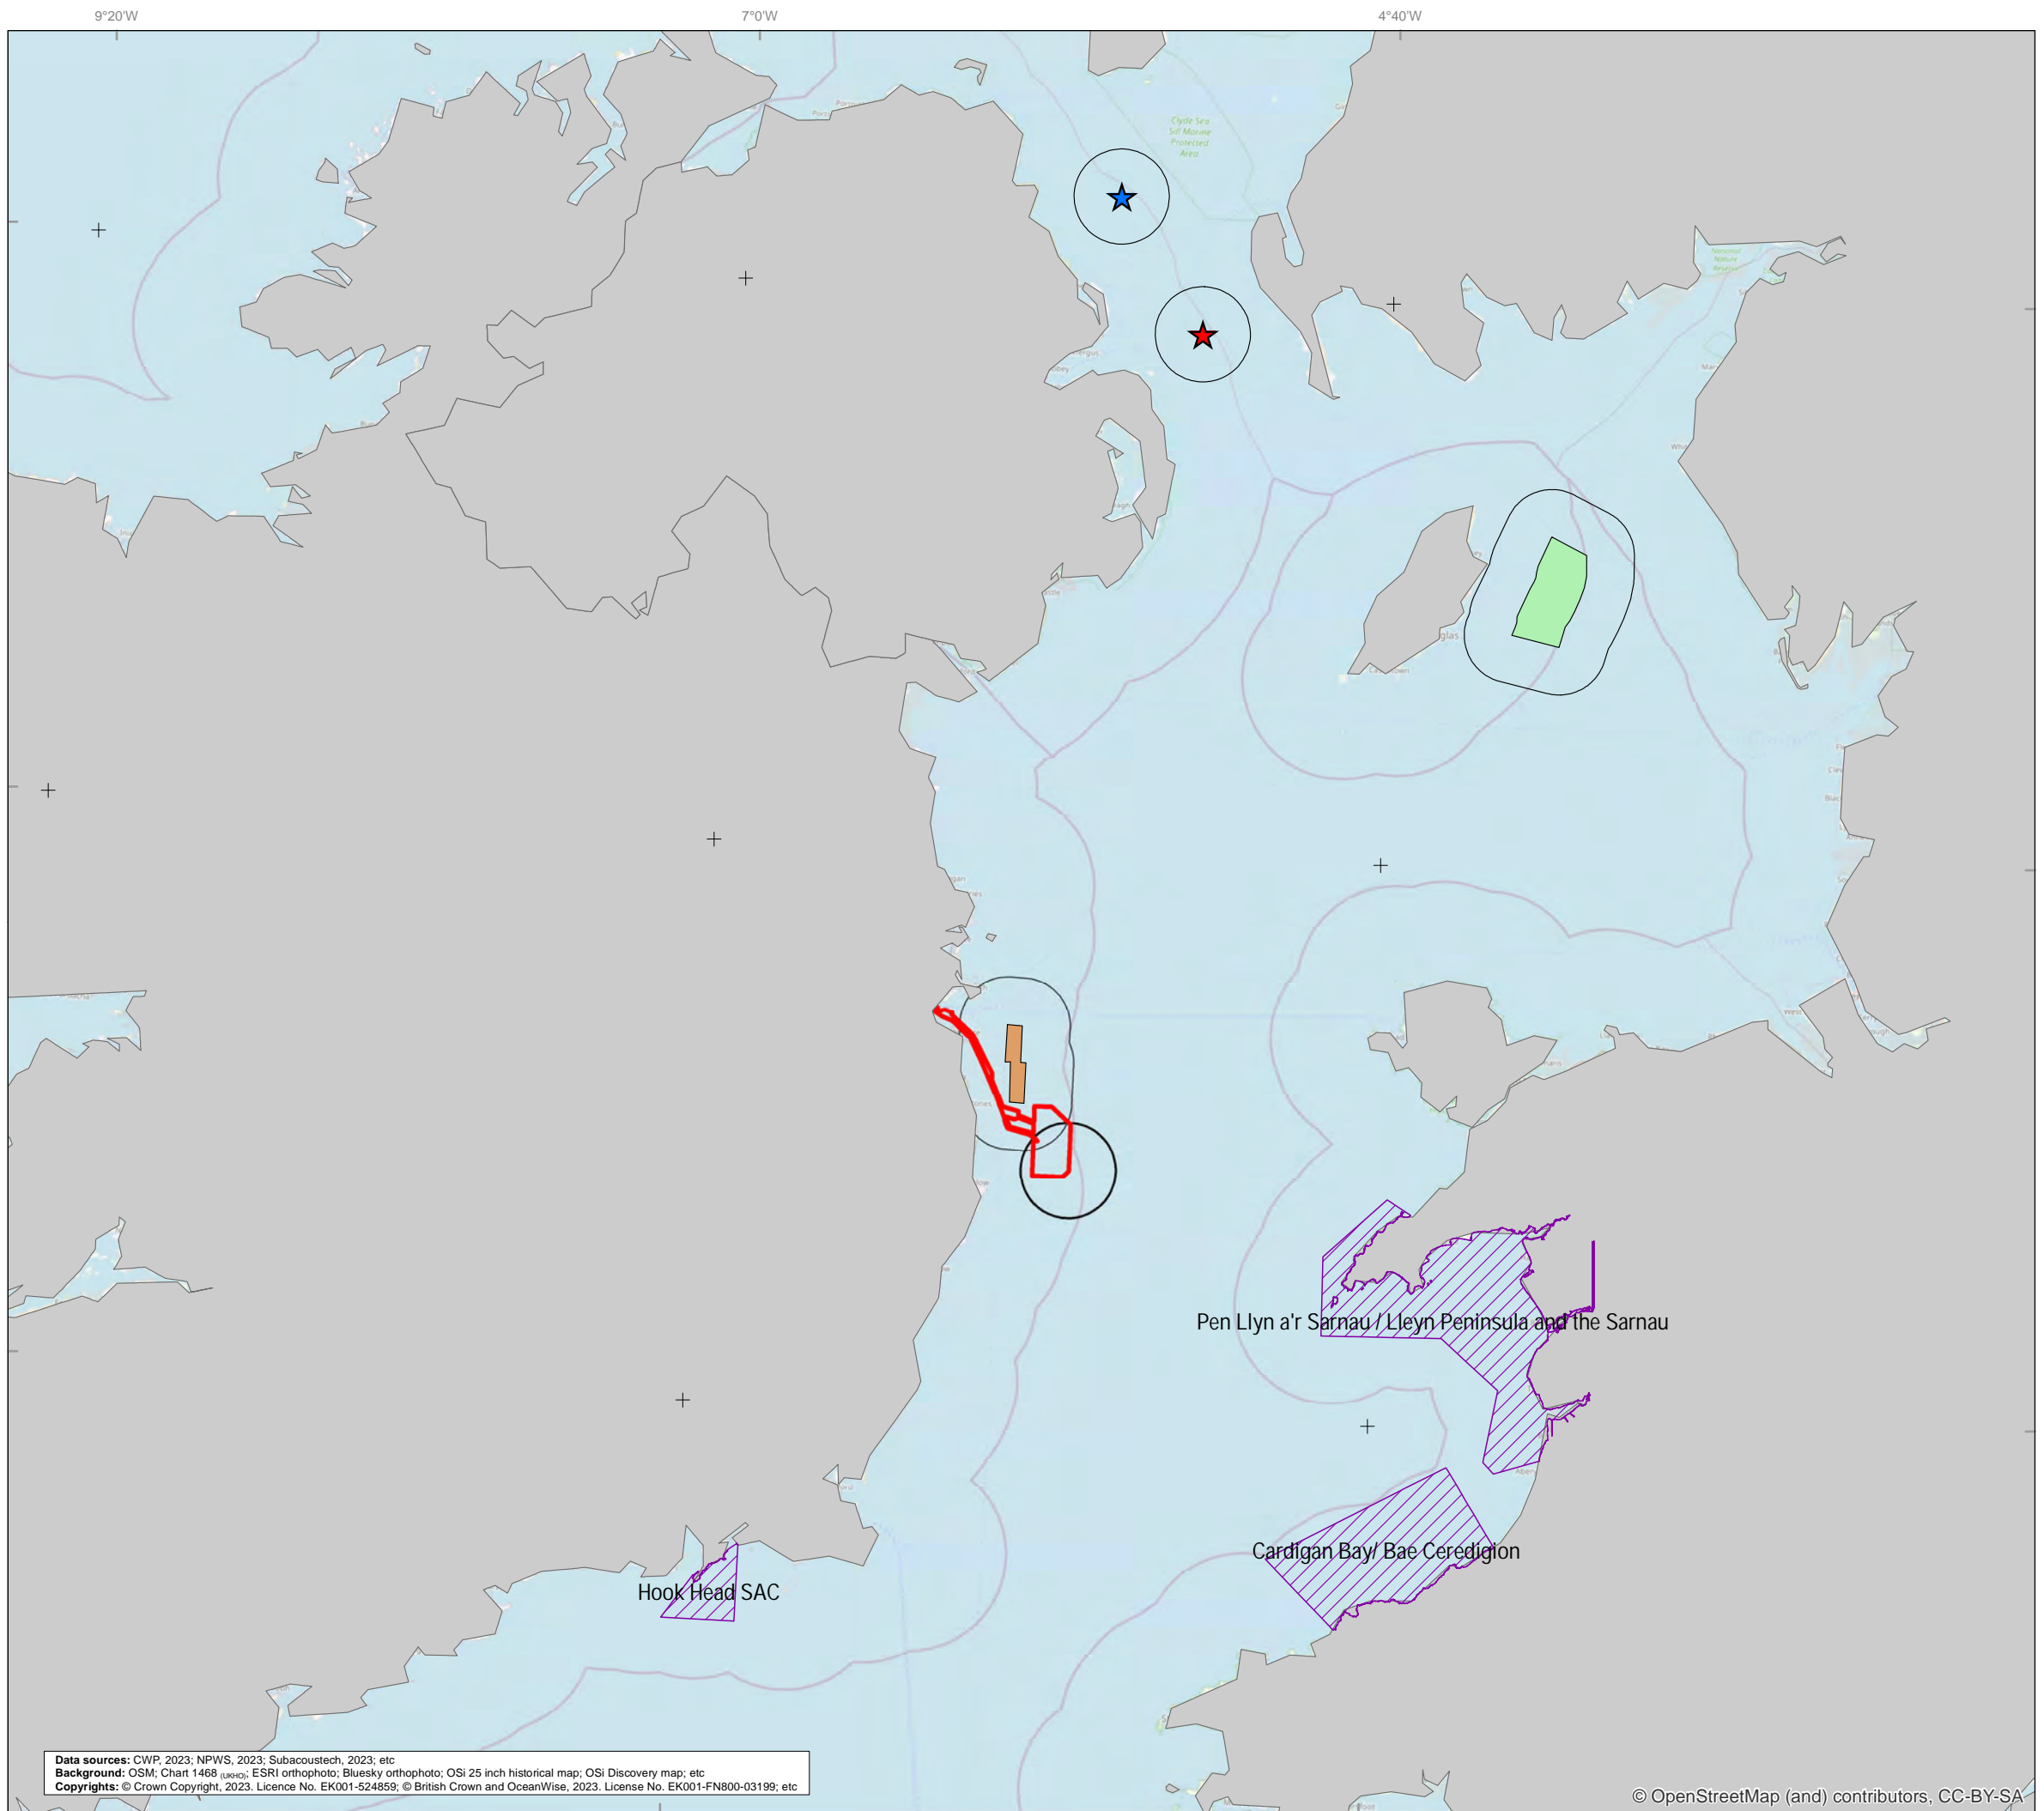 9°20'W
7°0'W
4°40'W
Clyde Sea
Sill Marine
Protected
Area
National
Nature
Reserve
Pen Llyn a'r Sarnau / Lleyn Peninsula and the Sarnau
Cardigan Bay/ Bae Ceredigion
Hook Head SAC
Data sources: CWP, 2023; NPWS, 2023; Subacoustech, 2023; etc
Background: OSM; Chart 1468 (UKHO); ESRI orthophoto; Bluesky orthophoto; OSi 25 inch historical map; OSi Discovery map; etc
Copyrights: © Crown Copyright, 2023. Licence No. EK001-524859; © British Crown and OceanWise, 2023. License No. EK001-FN800-03199; etc
© OpenStreetMap (and) contributors, CC-BY-SA